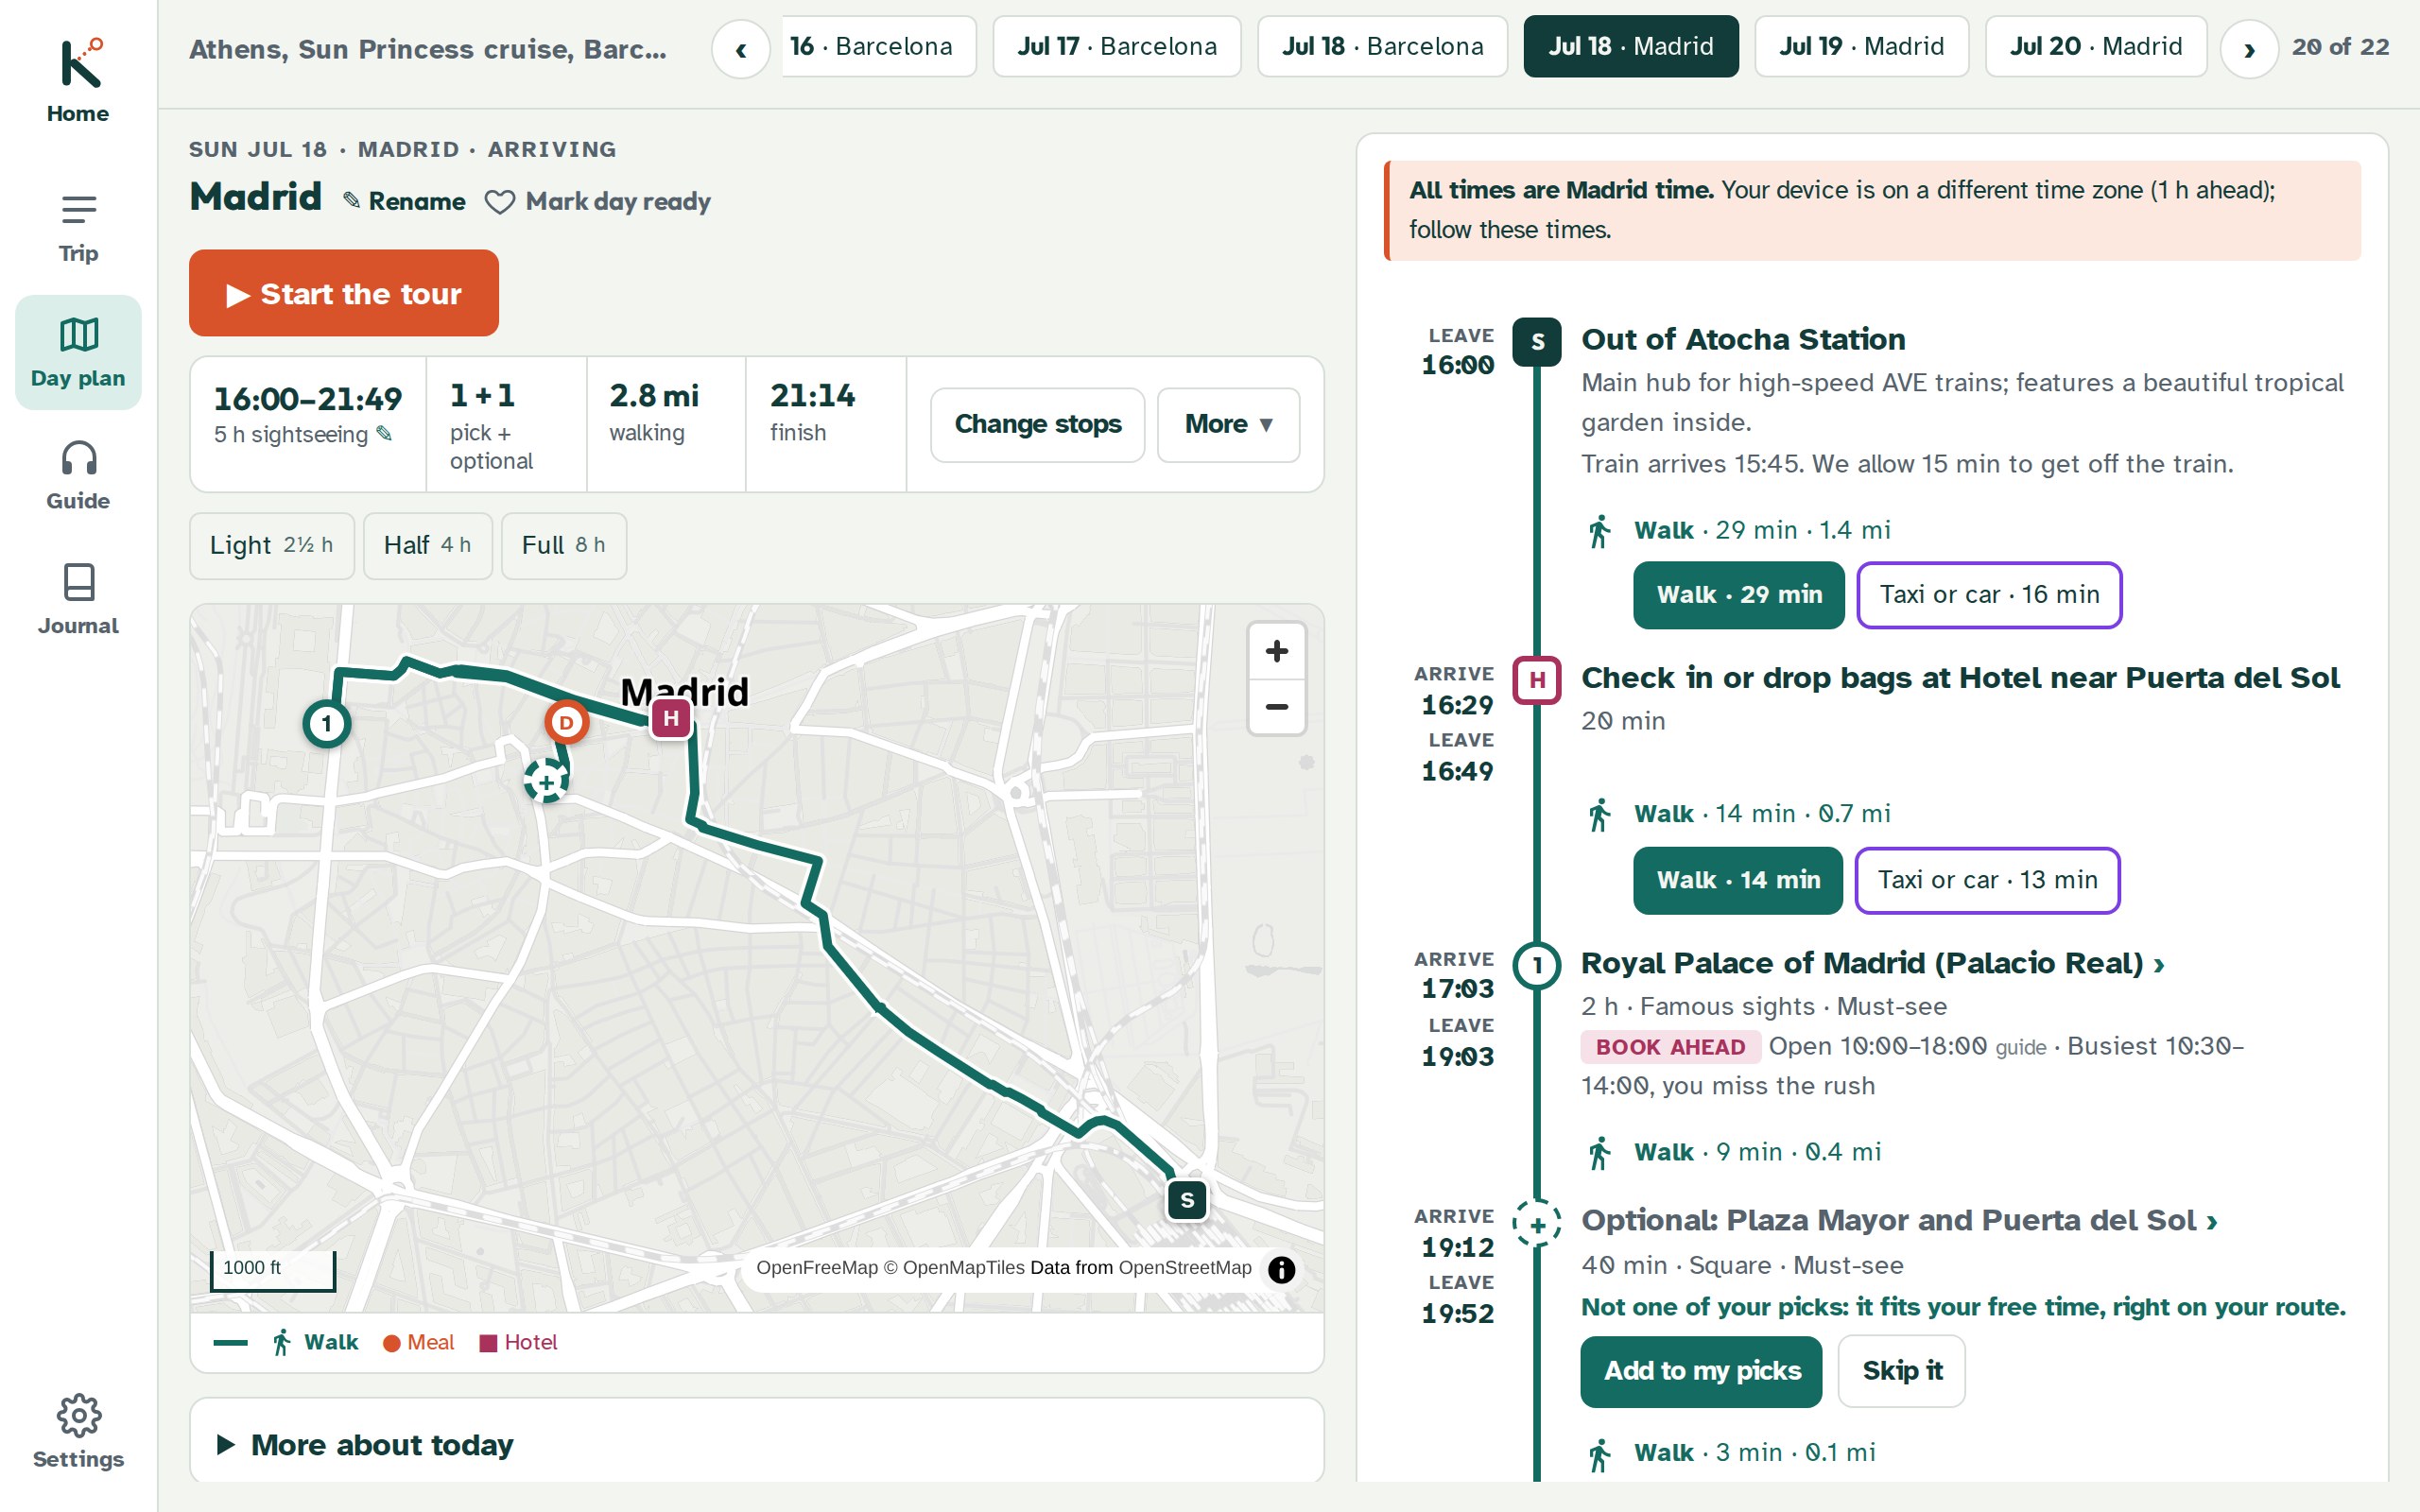 Home
Trip
Day plan
Guide
Journal
Settings
Athens, Sun Princess cruise, Barc...
‹
16 · Barcelona
Jul 17 · Barcelona
Jul 18 · Barcelona
Jul 18 · Madrid
Jul 19 · Madrid
Jul 20 · Madrid
›
20 of 22
SUN JUL 18 · MADRID · ARRIVING
Madrid
✎ Rename
Mark day ready
▶ Start the tour
16:00–21:49
5 h sightseeing ✎
1 + 1
pick +
optional
2.8 mi
walking
21:14
finish
Change stops
More ▾
Light 2½ h
Half 4 h
Full 8 h
Madrid
1
D
H
+
S
+
−
1000 ft
OpenFreeMap © OpenMapTiles Data from OpenStreetMap
Walk
Meal
Hotel
▶ More about today
All times are Madrid time. Your device is on a different time zone (1 h ahead);
follow these times.
LEAVE
16:00
S
Out of Atocha Station
Main hub for high-speed AVE trains; features a beautiful tropical
garden inside.
Train arrives 15:45. We allow 15 min to get off the train.
Walk · 29 min · 1.4 mi
Walk · 29 min
Taxi or car · 16 min
ARRIVE
16:29
LEAVE
16:49
H
Check in or drop bags at Hotel near Puerta del Sol
20 min
Walk · 14 min · 0.7 mi
Walk · 14 min
Taxi or car · 13 min
ARRIVE
17:03
LEAVE
19:03
1
Royal Palace of Madrid (Palacio Real) ›
2 h · Famous sights · Must-see
BOOK AHEAD Open 10:00–18:00 guide · Busiest 10:30–
14:00, you miss the rush
Walk · 9 min · 0.4 mi
ARRIVE
19:12
LEAVE
19:52
+
Optional: Plaza Mayor and Puerta del Sol ›
40 min · Square · Must-see
Not one of your picks: it fits your free time, right on your route.
Add to my picks
Skip it
Walk · 3 min · 0.1 mi